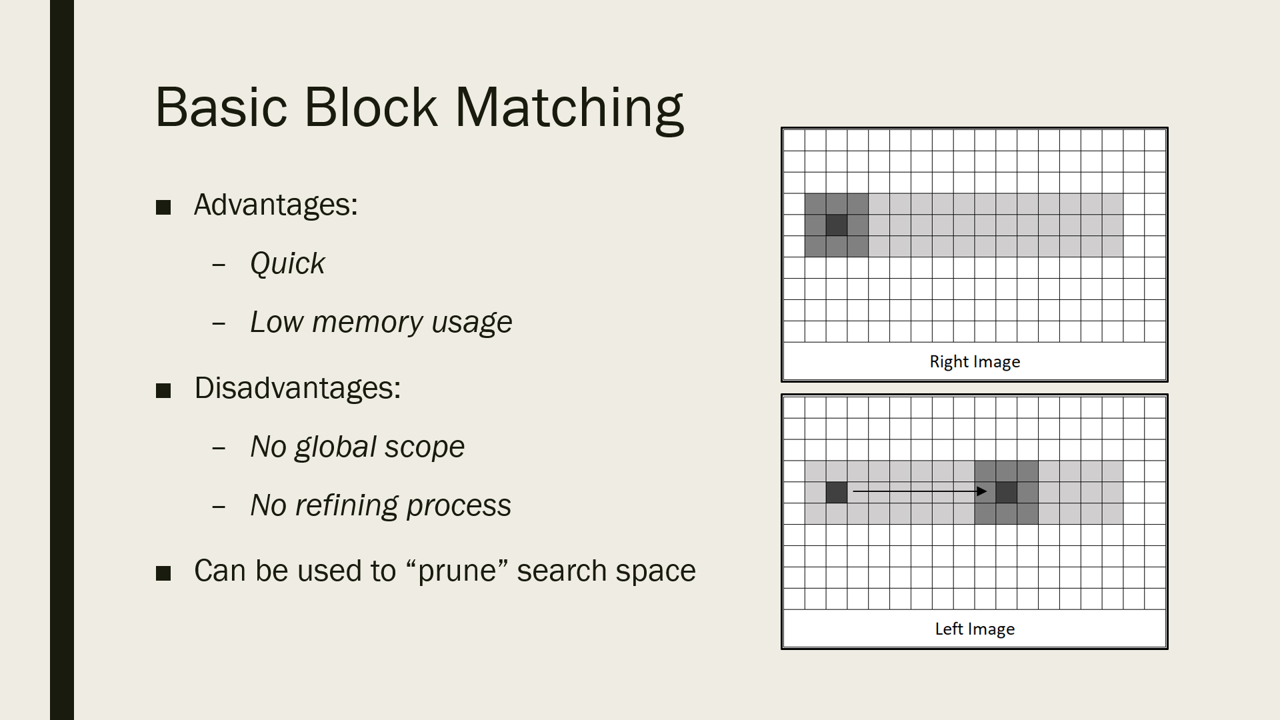 Basic Block Matching
■ Advantages:
– Quick
– Low memory usage
■ Disadvantages:
– No global scope
– No refining process
■ Can be used to “prune” search space
Right Image
Left Image